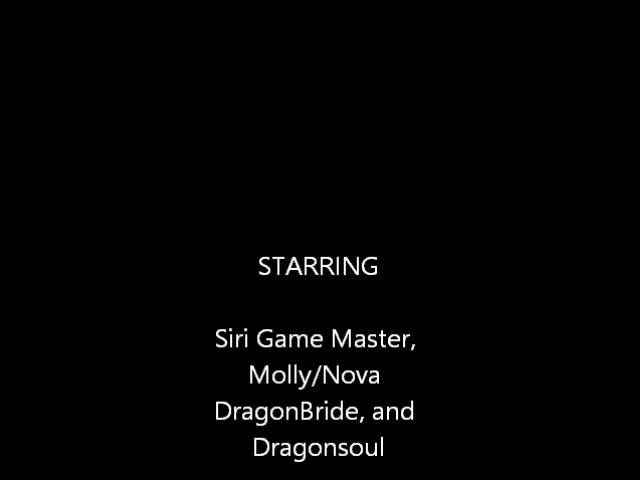 STARRING
Siri Game Master,
Molly/Nova
DragonBride, and
Dragonsoul